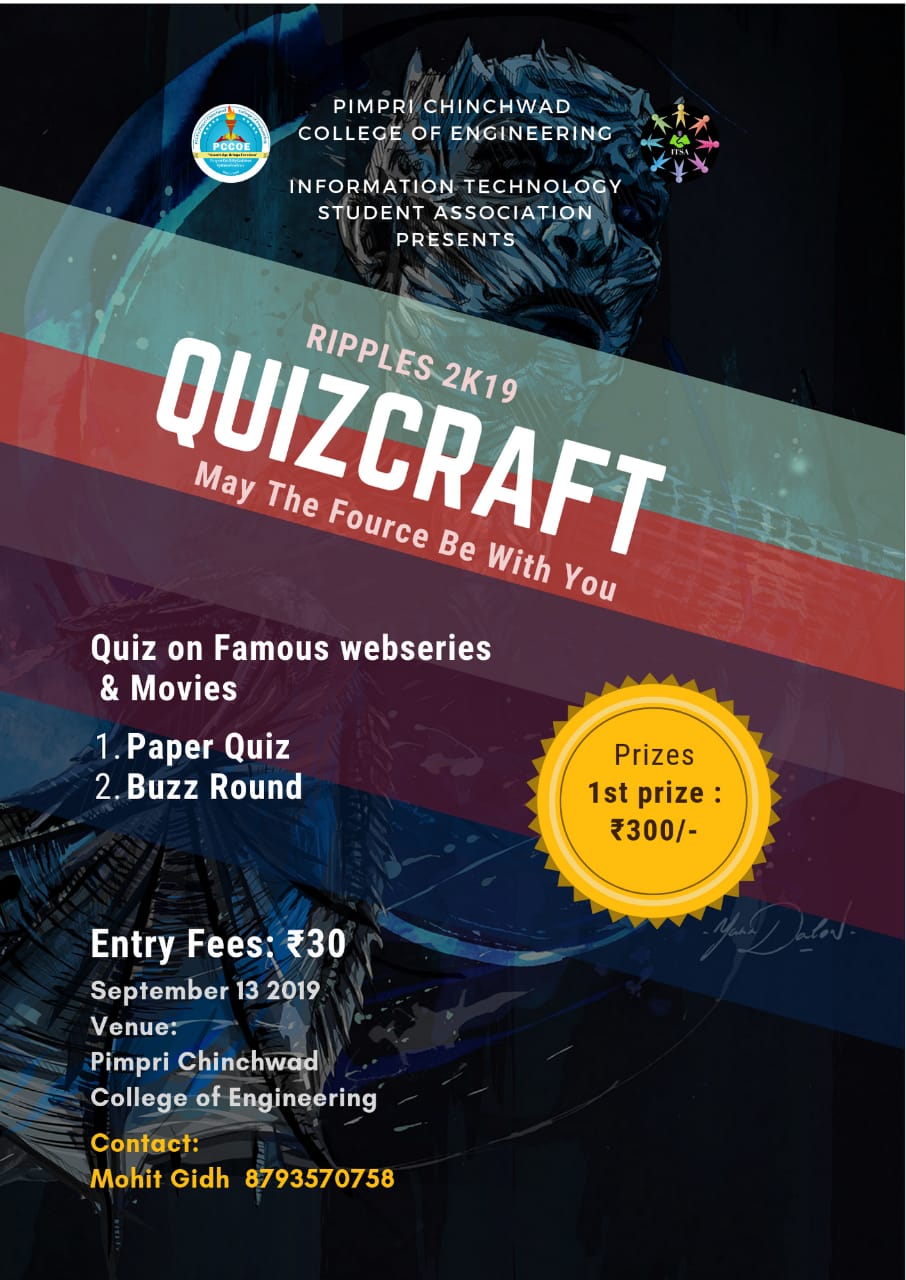 PIMPRI CHINCHWAD
COLLEGE OF ENGINEERING
PCCOE
ITSA
INFORMATION TECHNOLOGY
STUDENT ASSOCIATION
PRESENTS
RIPPLES 2K19
QUIZCRAFT
May The Fource Be With You
Quiz on Famous webseries
& Movies
1. Paper Quiz
2. Buzz Round
Prizes
1st prize :
₹300/-
Entry Fees: ₹30
September 13 2019
Venue:
Pimpri Chinchwad
College of Engineering
Contact:
Mohit Gidh 8793570758